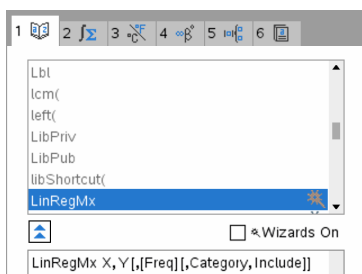 1 2 ∫Σ 3 °C°F 4 ∞β° 5 6
Lbl
lcm(
left(
LibPriv
LibPub
libShortcut(
LinRegMx
Wizards On
LinRegMx X,Y[,[Freq][,Category,Include]]